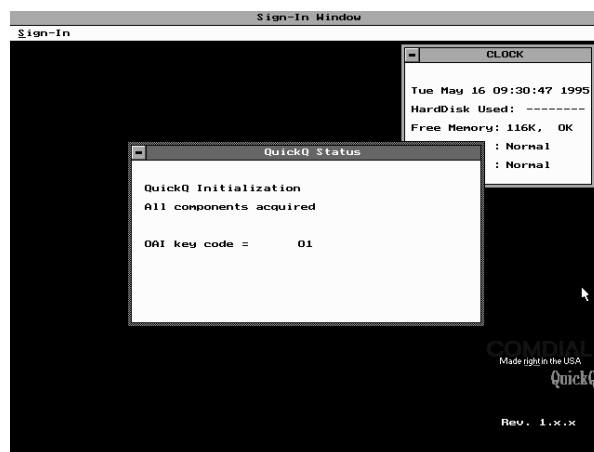 Sign-In Window
Sign-In
CLOCK
Tue May 16 09:30:47 1995
HardDisk Used: --------
Free Memory: 116K, OK
: Normal
: Normal
QuickQ Status
QuickQ Initialization
All components acquired
OAI key code = 01
COMDIAL
Made right in the USA
QuickQ
Rev. 1.x.x